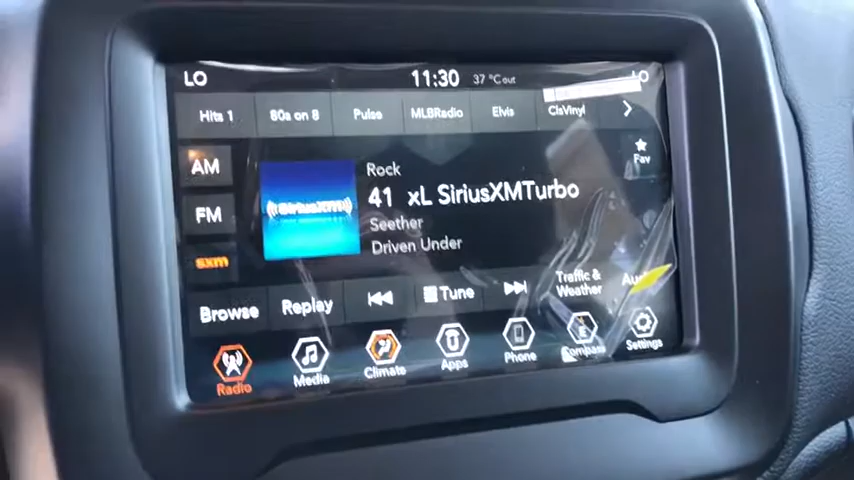 LO 11:30 37 °C out LO
Hits 1 80s on 8 Pulse MLBRadio Elvis ClsVinyl
AM
FM
sxm
((SiriusXM))
Rock
41 xL SiriusXMTurbo
Seether
Driven Under
Fav
Browse Replay Tune Traffic & Weather
Radio Media Climate Apps Phone E Compass Settings